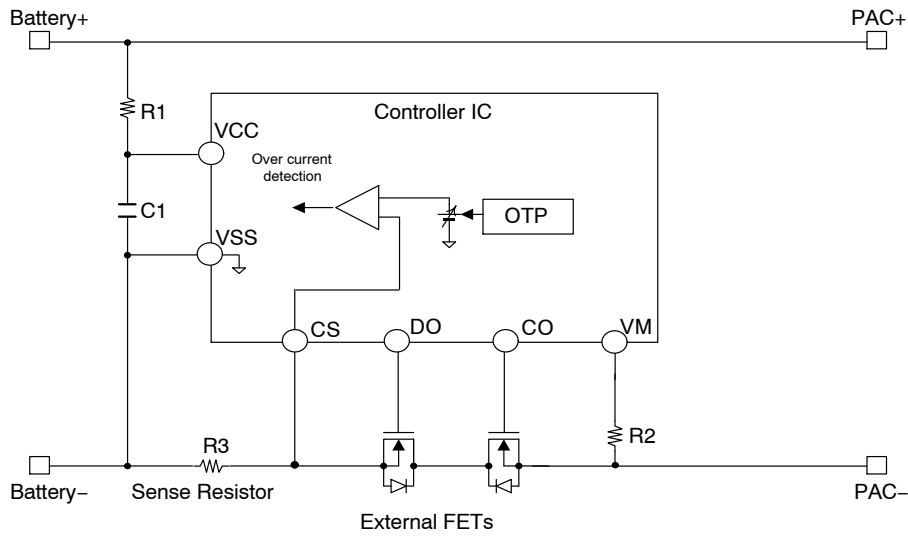 Battery+
PAC+
R1
Controller IC
VCC
Over current
detection
C1
OTP
VSS
CS
DO
CO
VM
R3
R2
Battery−
Sense Resistor
PAC−
External FETs